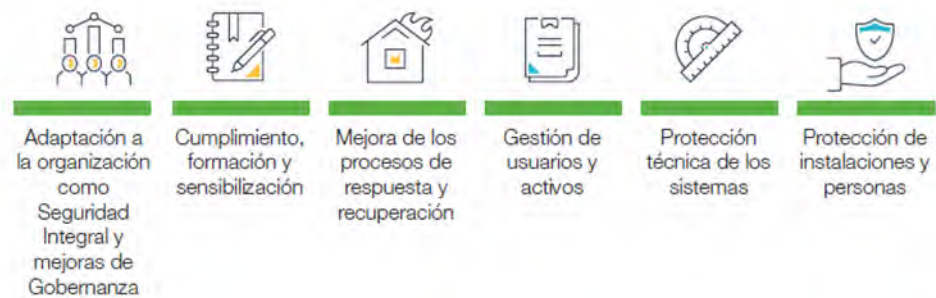 Adaptación a
la organización
como
Seguridad
Integral y
mejoras de
Gobernanza
Cumplimiento,
formación y
sensibilización
Mejora de los
procesos de
respuesta y
recuperación
Gestión de
usuarios y
activos
Protección
técnica de los
sistemas
Protección de
instalaciones y
personas